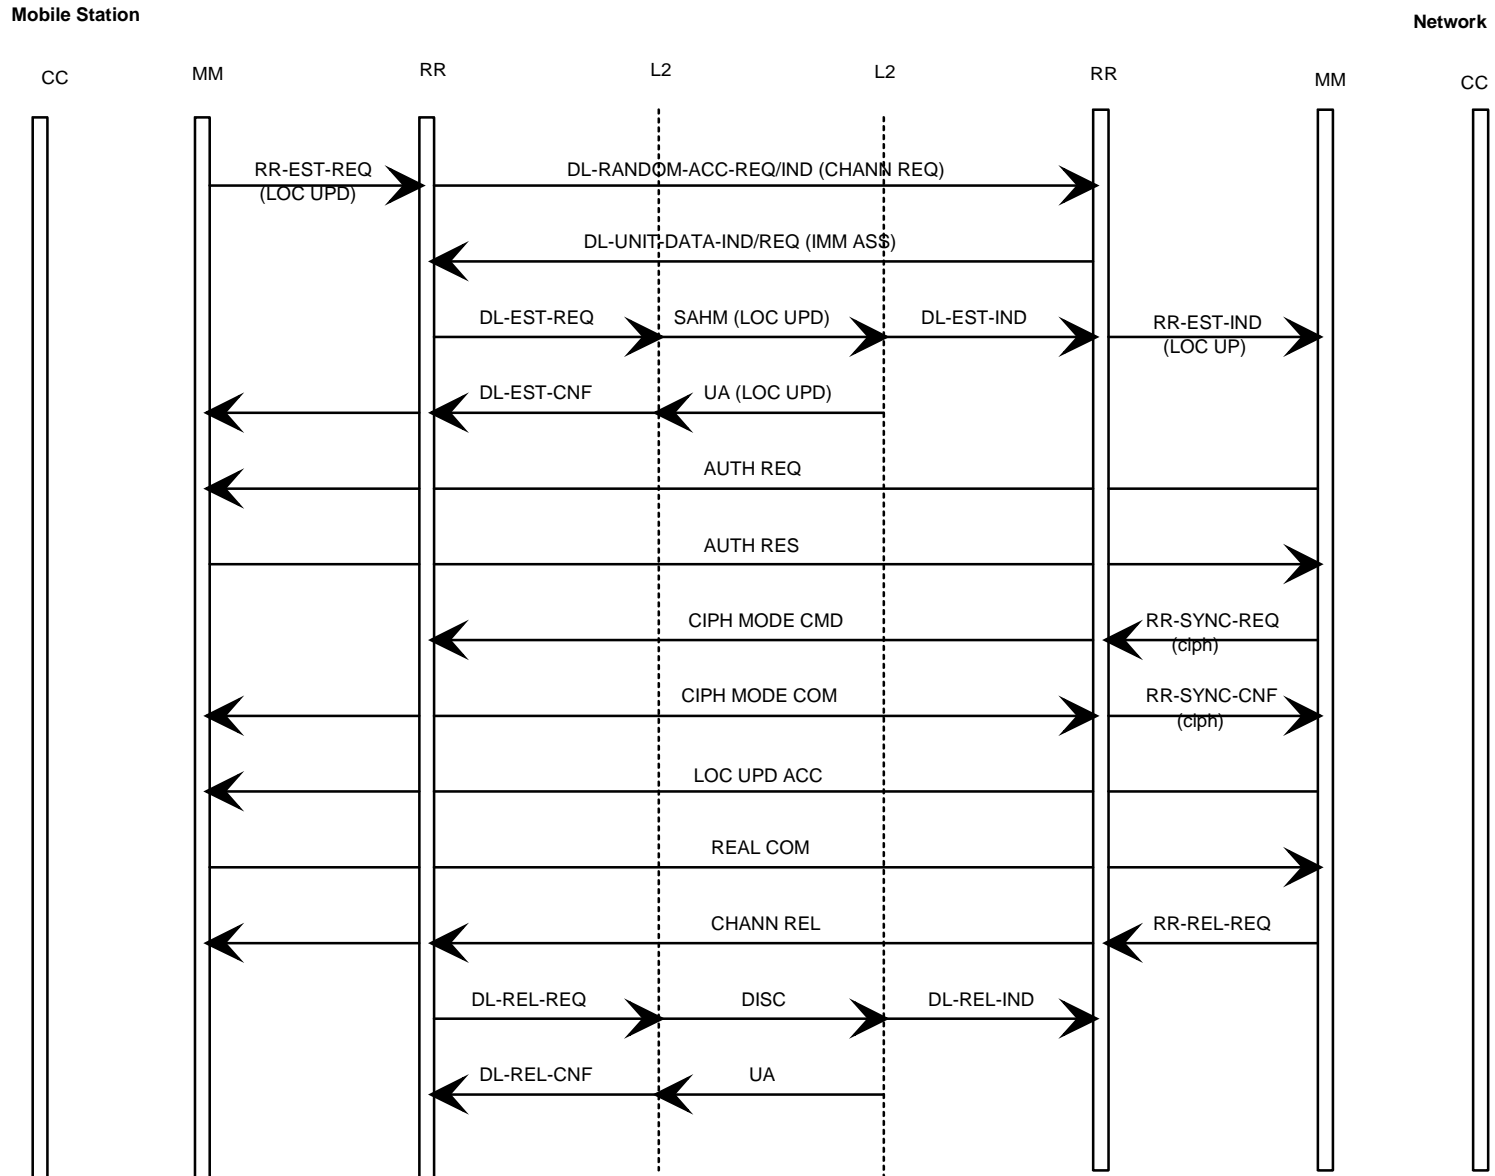 Mobile Station
Network
CC
MM
RR
L2
L2
RR
MM
CC
RR-EST-REQ
(LOC UPD)
DL-RANDOM-ACC-REQ/IND (CHANN REQ)
DL-UNIT-DATA-IND/REQ (IMM ASS)
DL-EST-REQ
SAHM (LOC UPD)
DL-EST-IND
RR-EST-IND
(LOC UP)
DL-EST-CNF
UA (LOC UPD)
AUTH REQ
AUTH RES
CIPH MODE CMD
RR-SYNC-REQ
(ciph)
CIPH MODE COM
RR-SYNC-CNF
(ciph)
LOC UPD ACC
REAL COM
CHANN REL
RR-REL-REQ
DL-REL-REQ
DISC
DL-REL-IND
DL-REL-CNF
UA